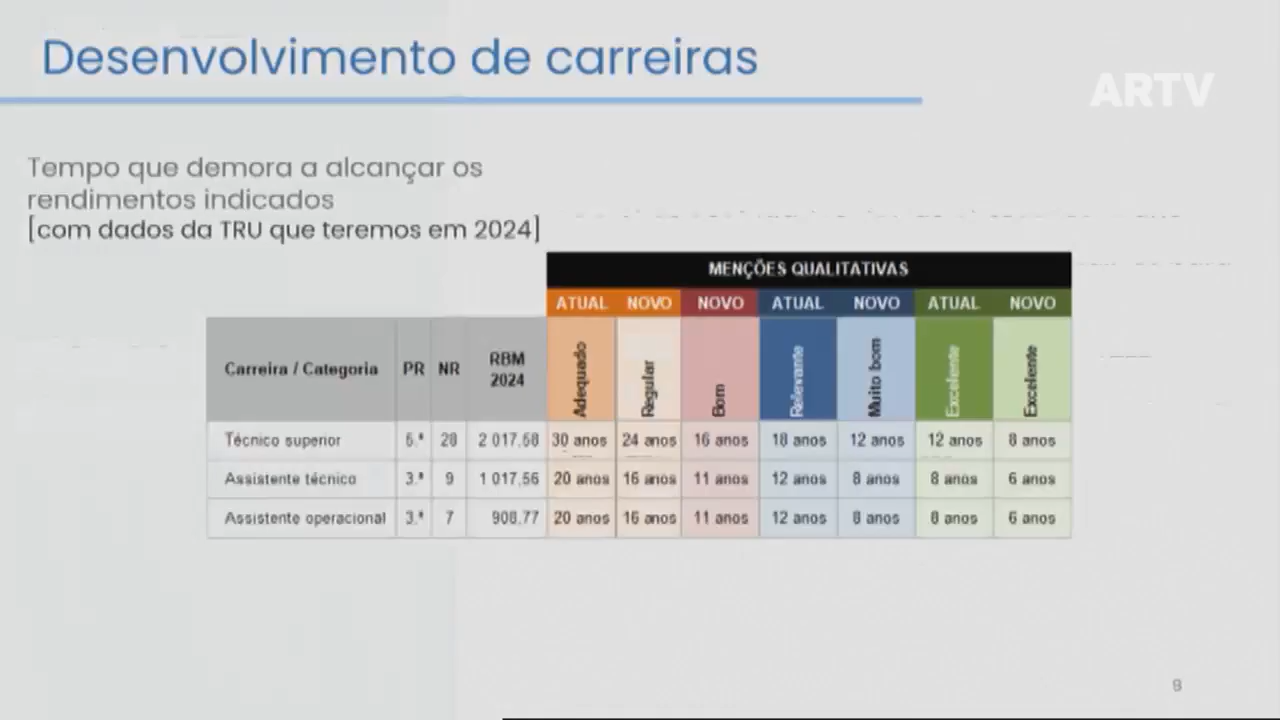 Desenvolvimento de carreiras
ARTV
Tempo que demora a alcançar os
rendimentos indicados
[com dados da TRU que teremos em 2024]
MENÇÕES QUALITATIVAS
ATUAL NOVO NOVO ATUAL NOVO ATUAL NOVO
Carreira / Categoria PR NR RBM 2024 Adequado Regular Bom Relevante Muito bom Excelente Excelente
Técnico superior 5.ª 28 2 017,58 30 anos 24 anos 16 anos 18 anos 12 anos 12 anos 8 anos
Assistente técnico 3.ª 9 1 017,56 20 anos 16 anos 11 anos 12 anos 8 anos 8 anos 6 anos
Assistente operacional 3.ª 7 908,77 20 anos 16 anos 11 anos 12 anos 8 anos 8 anos 6 anos
9